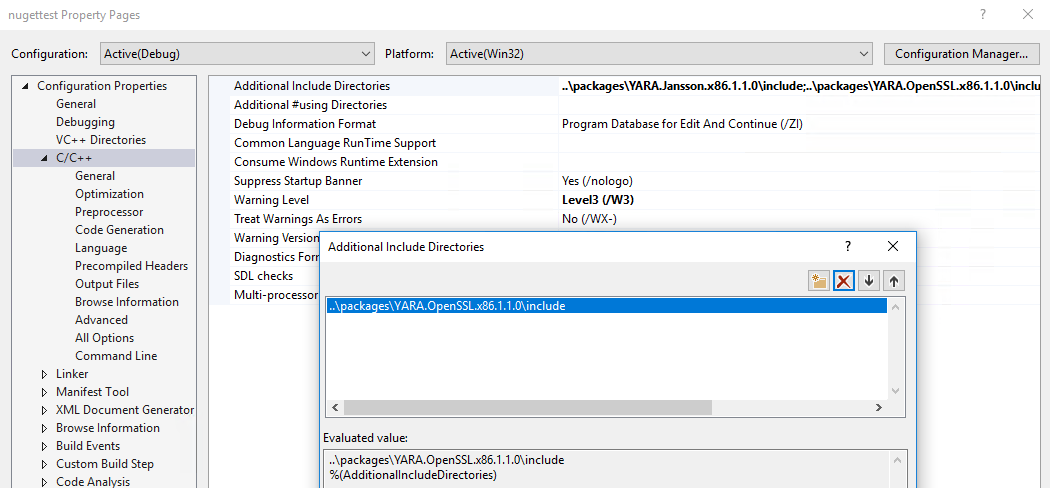 nugettest Property Pages
Configuration: Active(Debug) Platform: Active(Win32) Configuration Manager...
Configuration Properties
General
Debugging
VC++ Directories
C/C++
General
Optimization
Preprocessor
Code Generation
Language
Precompiled Headers
Output Files
Browse Information
Advanced
All Options
Command Line
Linker
Manifest Tool
XML Document Generator
Browse Information
Build Events
Custom Build Step
Code Analysis
Additional Include Directories ..\packages\YARA.Jansson.x86.1.1.0\include;..\packages\YARA.OpenSSL.x86.1.1.0\inclu
Additional #using Directories
Debug Information Format Program Database for Edit And Continue (/ZI)
Common Language RunTime Support
Consume Windows Runtime Extension
Suppress Startup Banner Yes (/nologo)
Warning Level Level3 (/W3)
Treat Warnings As Errors No (/WX-)
Warning Version
Diagnostics Forr
SDL checks
Multi-processor
Additional Include Directories
..\packages\YARA.OpenSSL.x86.1.1.0\include
Evaluated value:
..\packages\YARA.OpenSSL.x86.1.1.0\include
%(AdditionalIncludeDirectories)